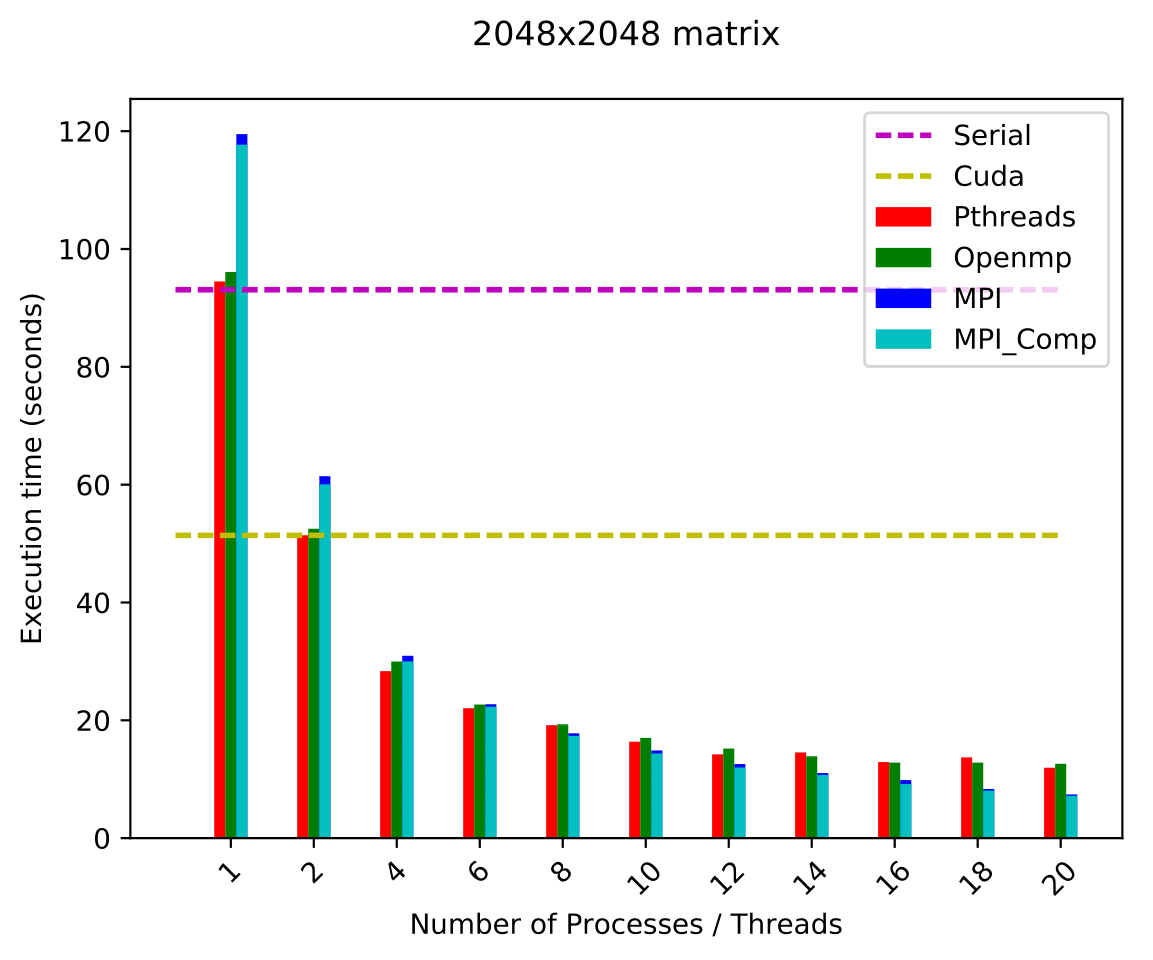 2048x2048 matrix
Execution time (seconds)
120
100
80
60
40
20
0
Serial
Cuda
Pthreads
Openmp
MPI
MPI_Comp
1 2 4 6 8 10 12 14 16 18 20
Number of Processes / Threads